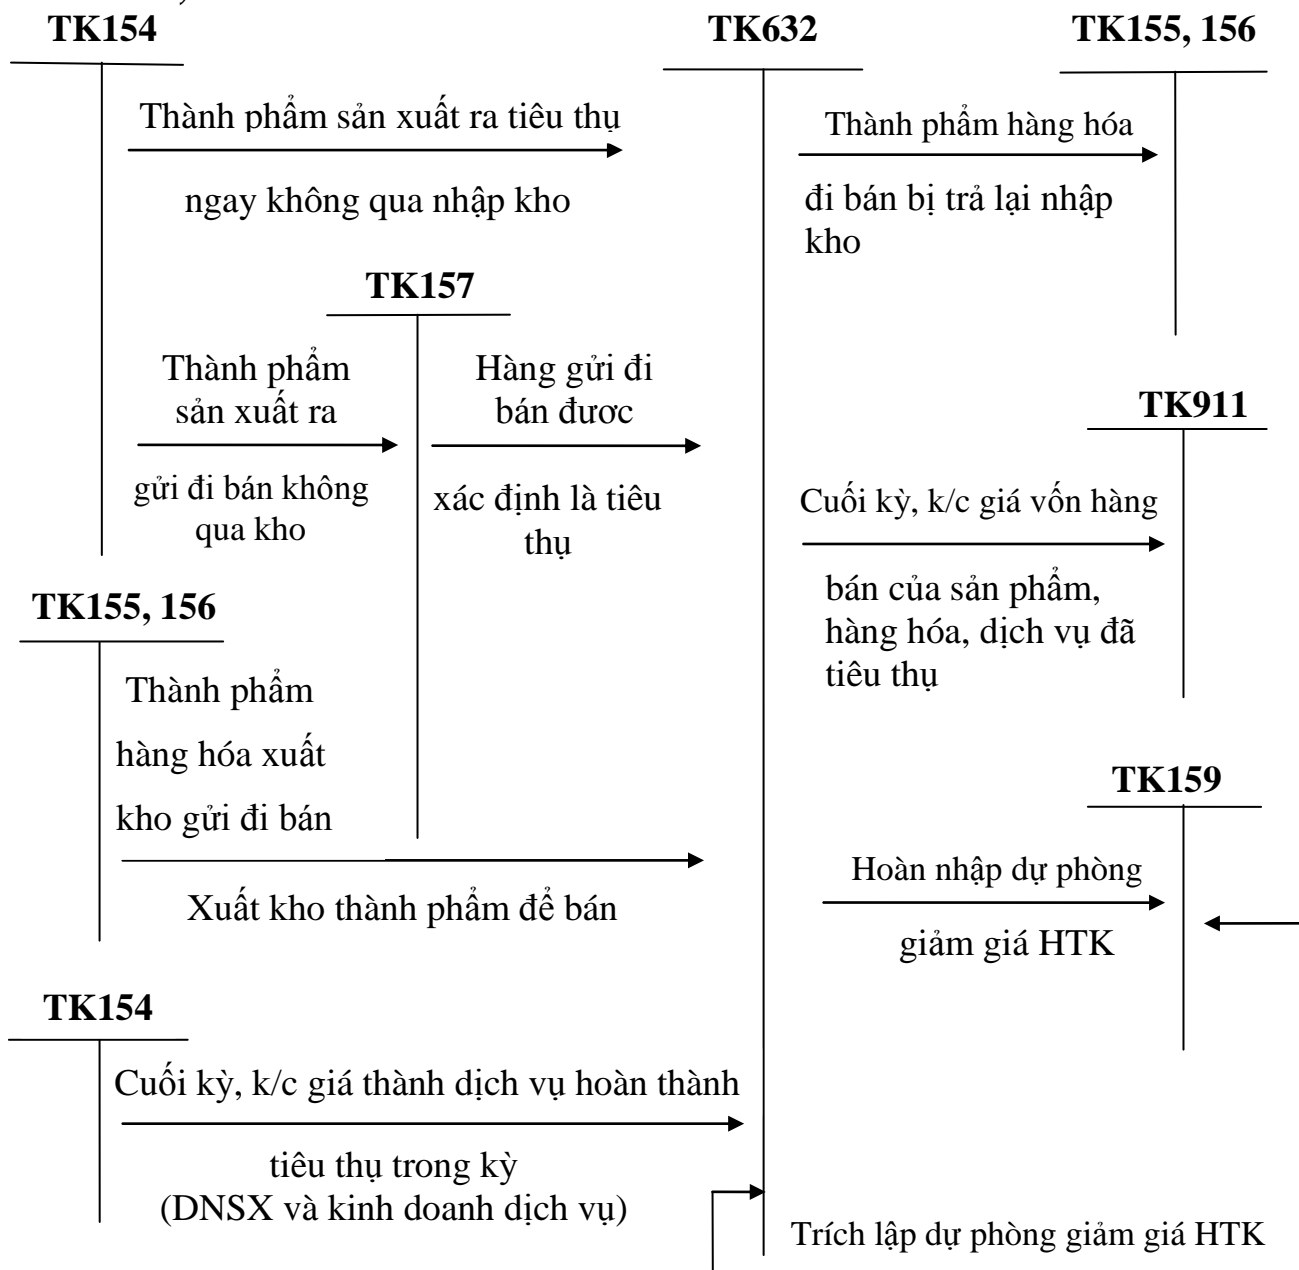 TK154
TK632
TK155, 156
Thành phẩm sản xuất ra tiêu thụ
ngay không qua nhập kho
Thành phẩm hàng hóa
đi bán bị trả lại nhập
kho
TK157
Thành phẩm
sản xuất ra
gửi đi bán không
qua kho
Hàng gửi đi
bán đươc
xác định là tiêu
thụ
TK911
Cuối kỳ, k/c giá vốn hàng
bán của sản phẩm,
hàng hóa, dịch vụ đã
tiêu thụ
TK155, 156
Thành phẩm
hàng hóa xuất
kho gửi đi bán
Xuất kho thành phẩm để bán
TK159
Hoàn nhập dự phòng
giảm giá HTK
TK154
Cuối kỳ, k/c giá thành dịch vụ hoàn thành
tiêu thụ trong kỳ
(DNSX và kinh doanh dịch vụ)
Trích lập dự phòng giảm giá HTK